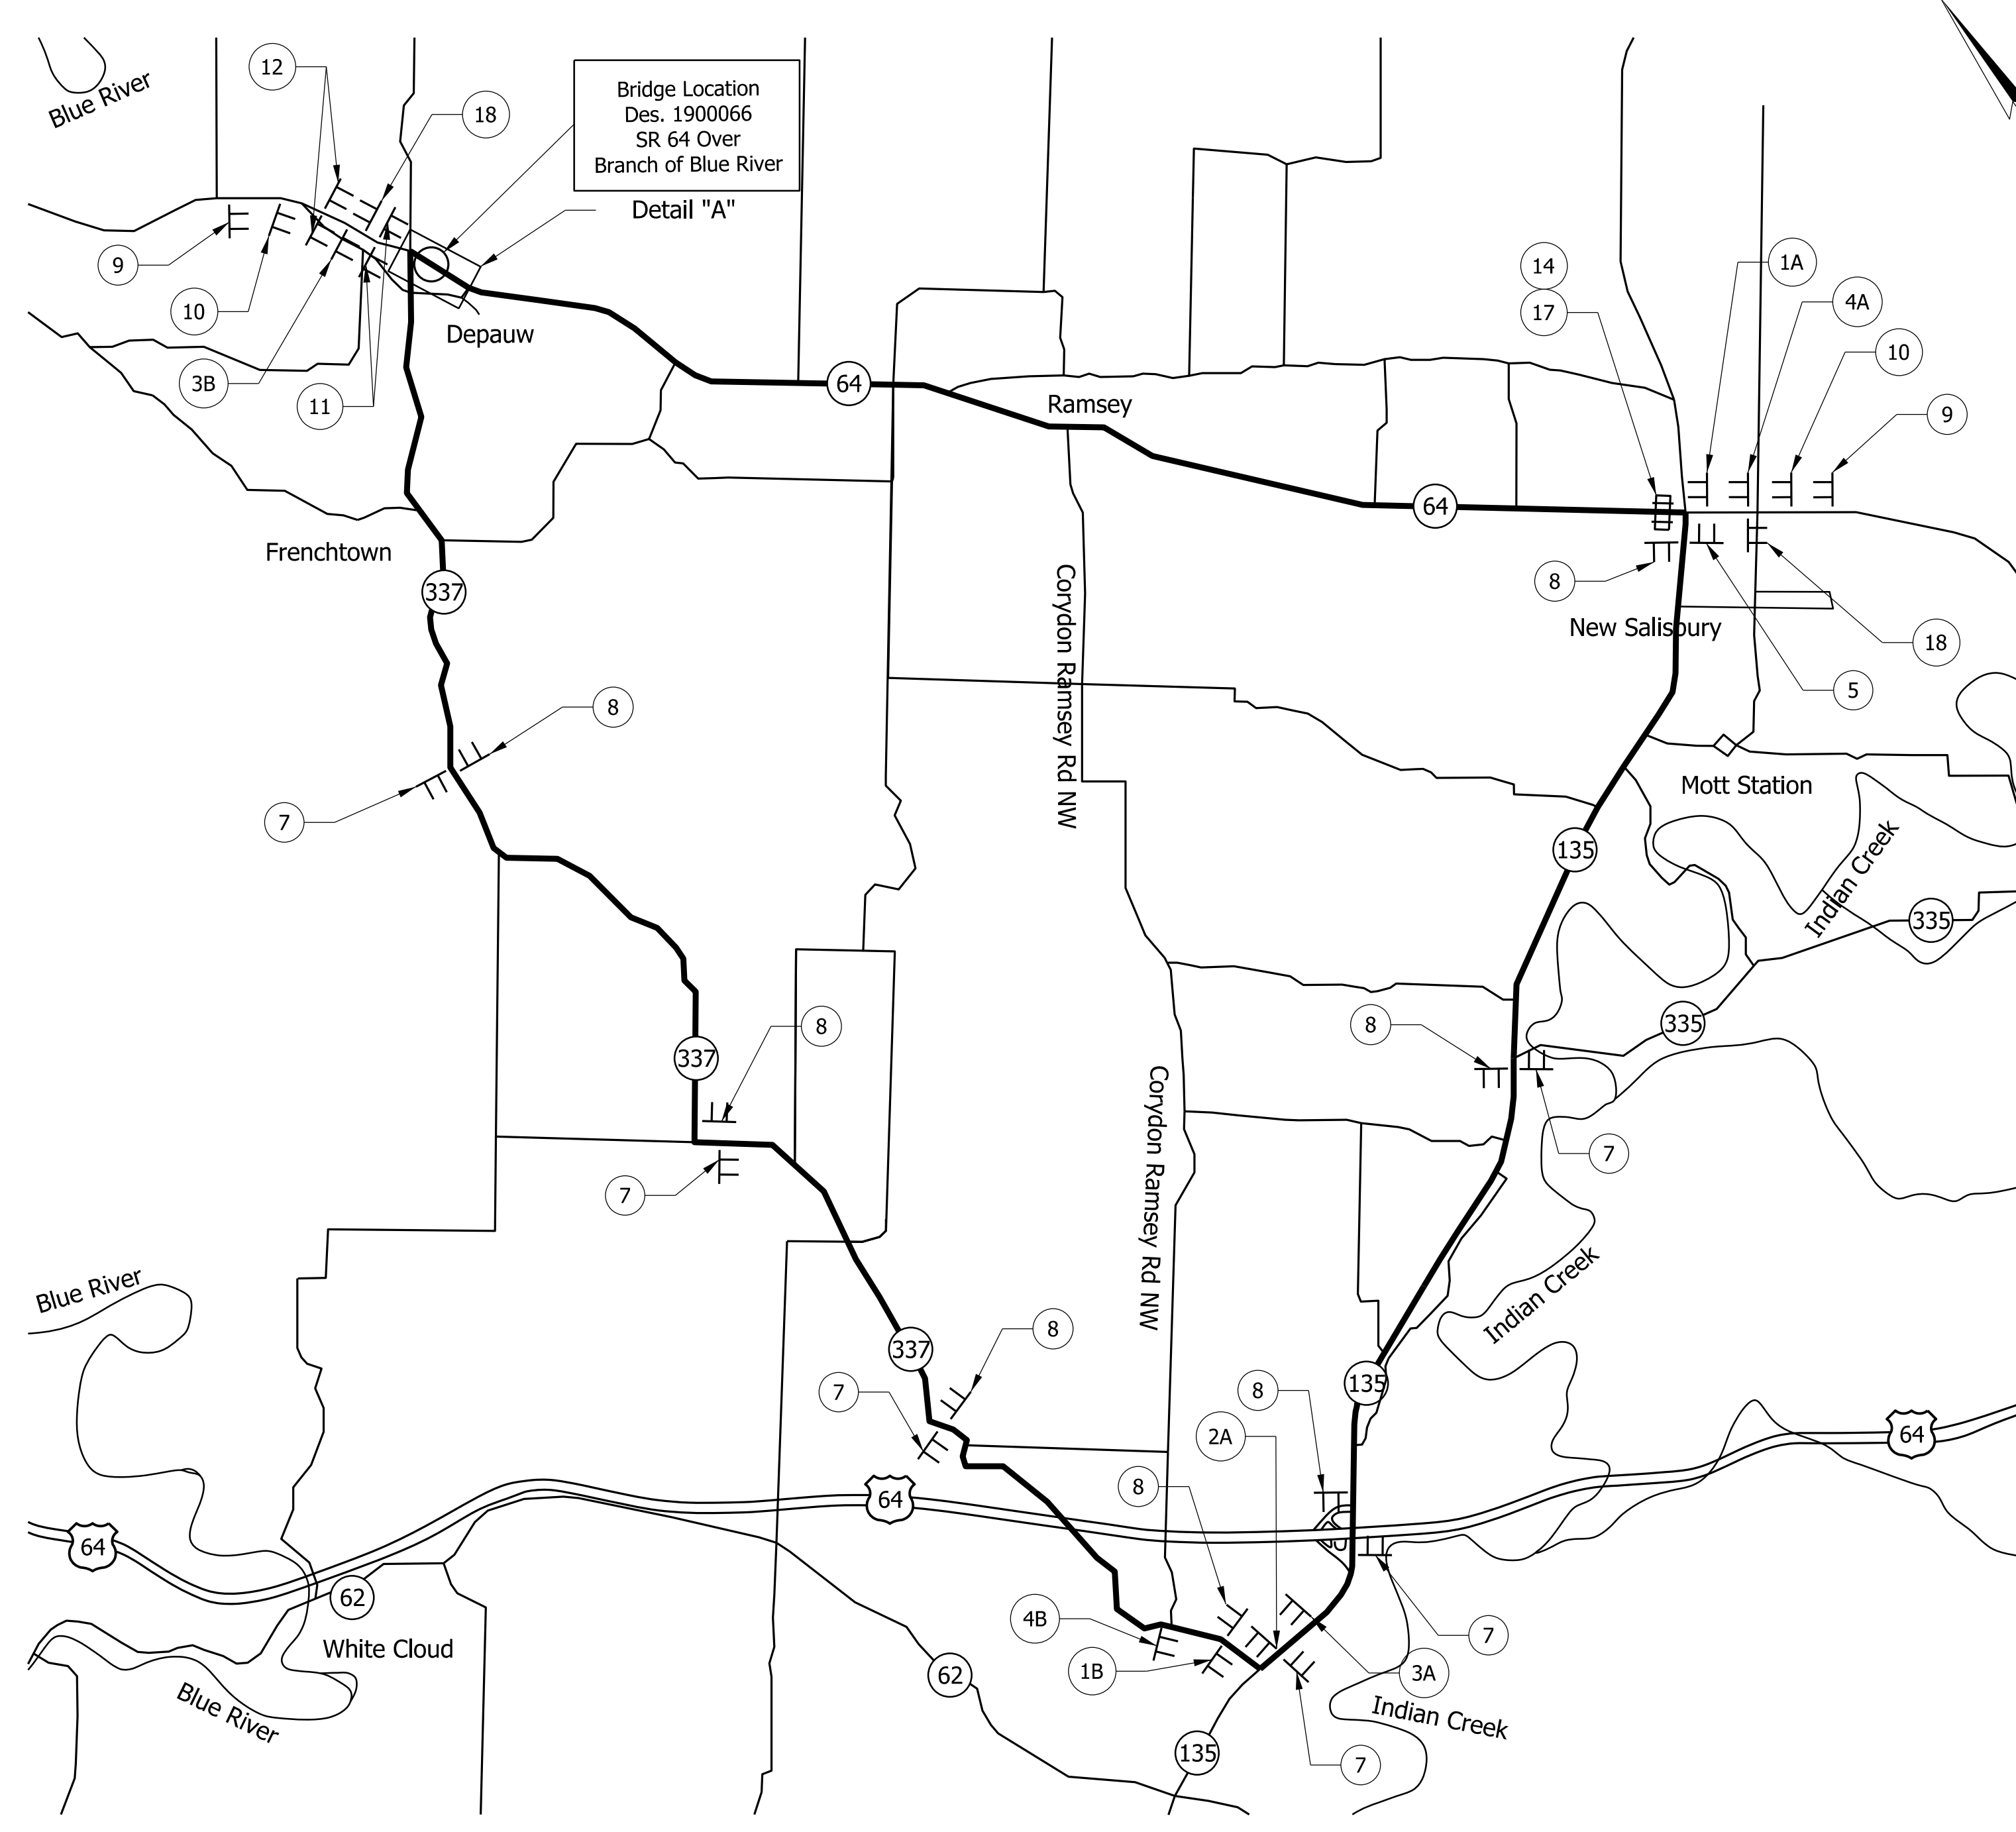 Blue River
12
18
Bridge Location
Des. 1900066
SR 64 Over
Branch of Blue River
Detail "A"
9
10
3B
11
Depauw
64
Ramsey
14
17
1A
4A
10
9
64
8
New Salisbury
18
5
Frenchtown
337
Corydon Ramsey Rd NW
8
7
Mott Station
135
Indian Creek
335
335
8
337
8
7
7
Corydon Ramsey Rd NW
Blue River
Indian Creek
337
8
7
135
8
2A
64
8
64
64
62
White Cloud
Blue River
4B
1B
62
7
3A
Indian Creek
135
7